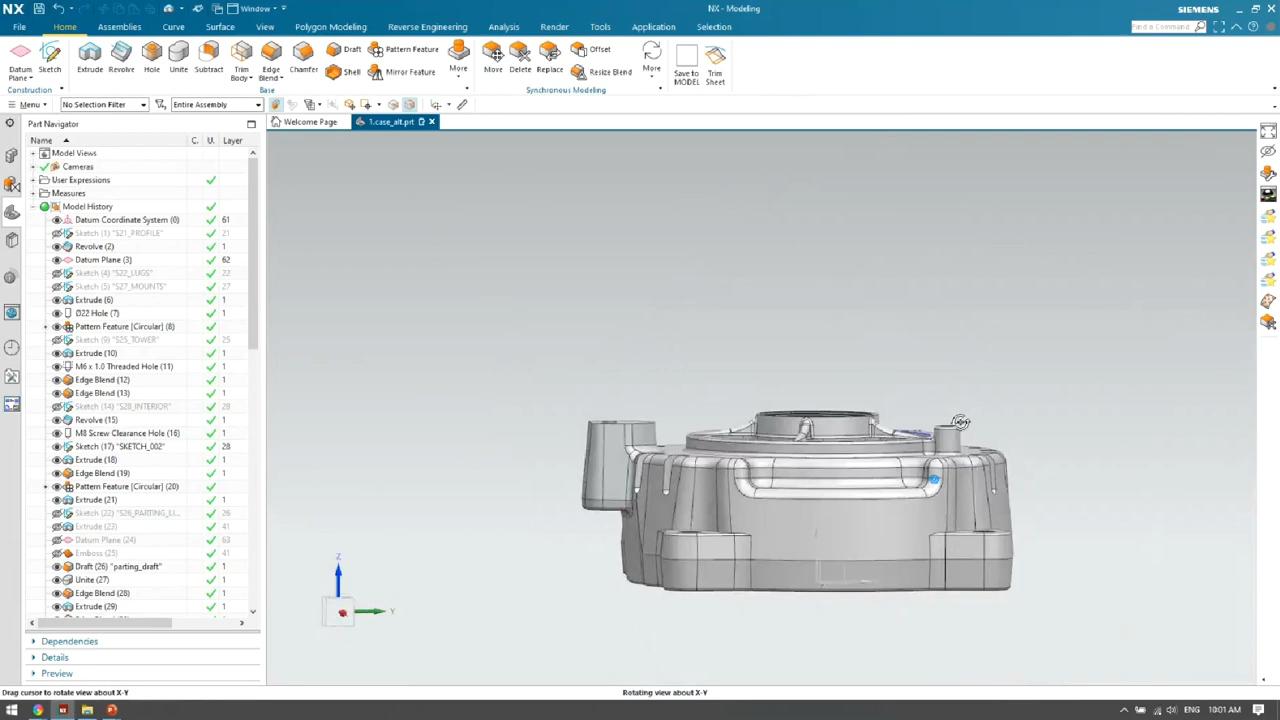 NX
Window
NX - Modeling
SIEMENS
File
Home
Assemblies
Curve
Surface
View
Polygon Modeling
Reverse Engineering
Analysis
Render
Tools
Application
Selection
Find a Command
Datum Plane
Sketch
Extrude
Revolve
Hole
Unite
Subtract
Trim Body
Edge Blend
Chamfer
Draft
Shell
Pattern Feature
Mirror Feature
More
Move
Delete
Replace
Offset
Resize Blend
More
Save to MODEL
Trim Sheet
Construction
Base
Synchronous Modeling
Menu
No Selection Filter
Entire Assembly
Part Navigator
Welcome Page
1.case_alt.prt
Name C. U. Layer
Model Views
Cameras
User Expressions
Measures
Model History
Datum Coordinate System (0) 61
Sketch (1) "S21_PROFILE" 21
Revolve (2) 1
Datum Plane (3) 62
Sketch (4) "S22_LUGS" 22
Sketch (5) "S27_MOUNTS" 27
Extrude (6) 1
Ø22 Hole (7) 1
Pattern Feature [Circular] (8)
Sketch (9) "S25_TOWER" 25
Extrude (10) 1
M6 x 1.0 Threaded Hole (11) 1
Edge Blend (12) 1
Edge Blend (13) 1
Sketch (14) "S28_INTERIOR" 28
Revolve (15) 1
M8 Screw Clearance Hole (16) 1
Sketch (17) "SKETCH_002" 28
Extrude (18) 1
Edge Blend (19) 1
Pattern Feature [Circular] (20) 1
Extrude (21) 1
Sketch (22) "S26_PARTING_LI... 26
Extrude (23) 41
Datum Plane (24) 63
Emboss (25) 41
Draft (26) "parting_draft" 1
Unite (27) 1
Edge Blend (28) 1
Extrude (29) 1
Dependencies
Details
Preview
Z
Y
Drag cursor to rotate view about X-Y
Rotating view about X-Y
ENG
10:01 AM